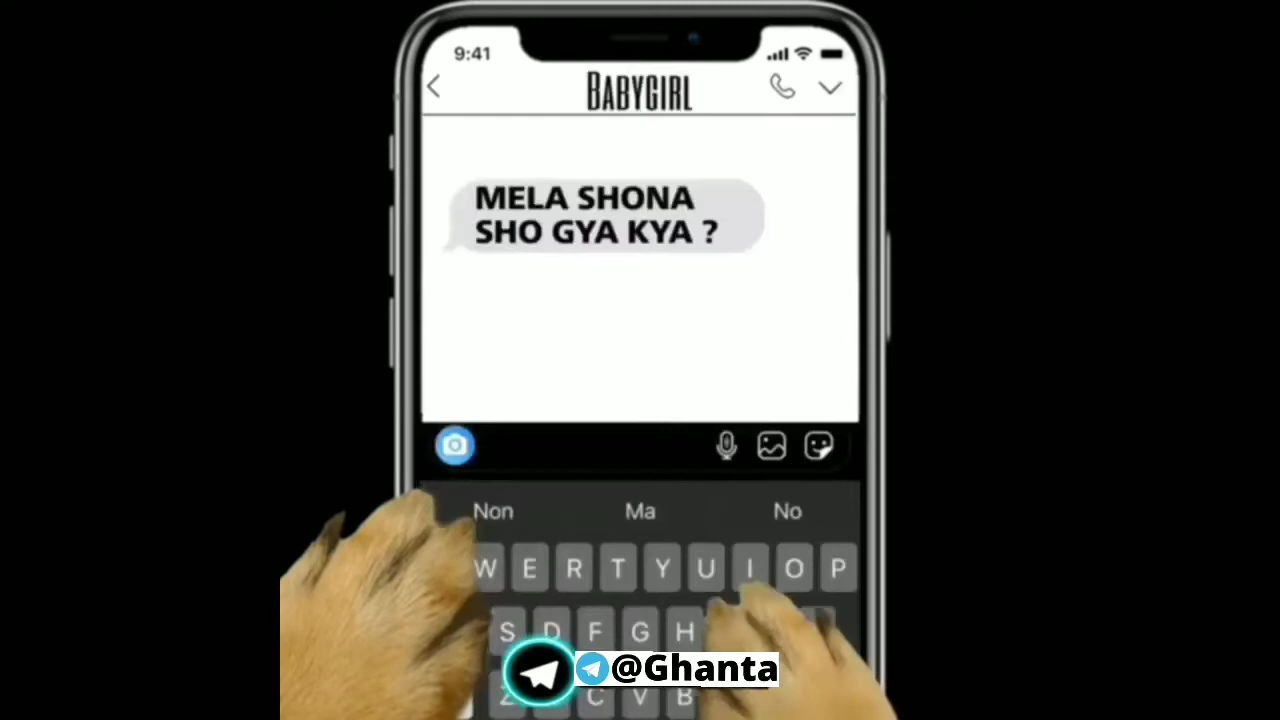 9:41
BABYGIRL
MELA SHONA
SHO GYA KYA ?
Non Ma No
W E R T Y U I O P
S D F G H
Z C V B
@Ghanta